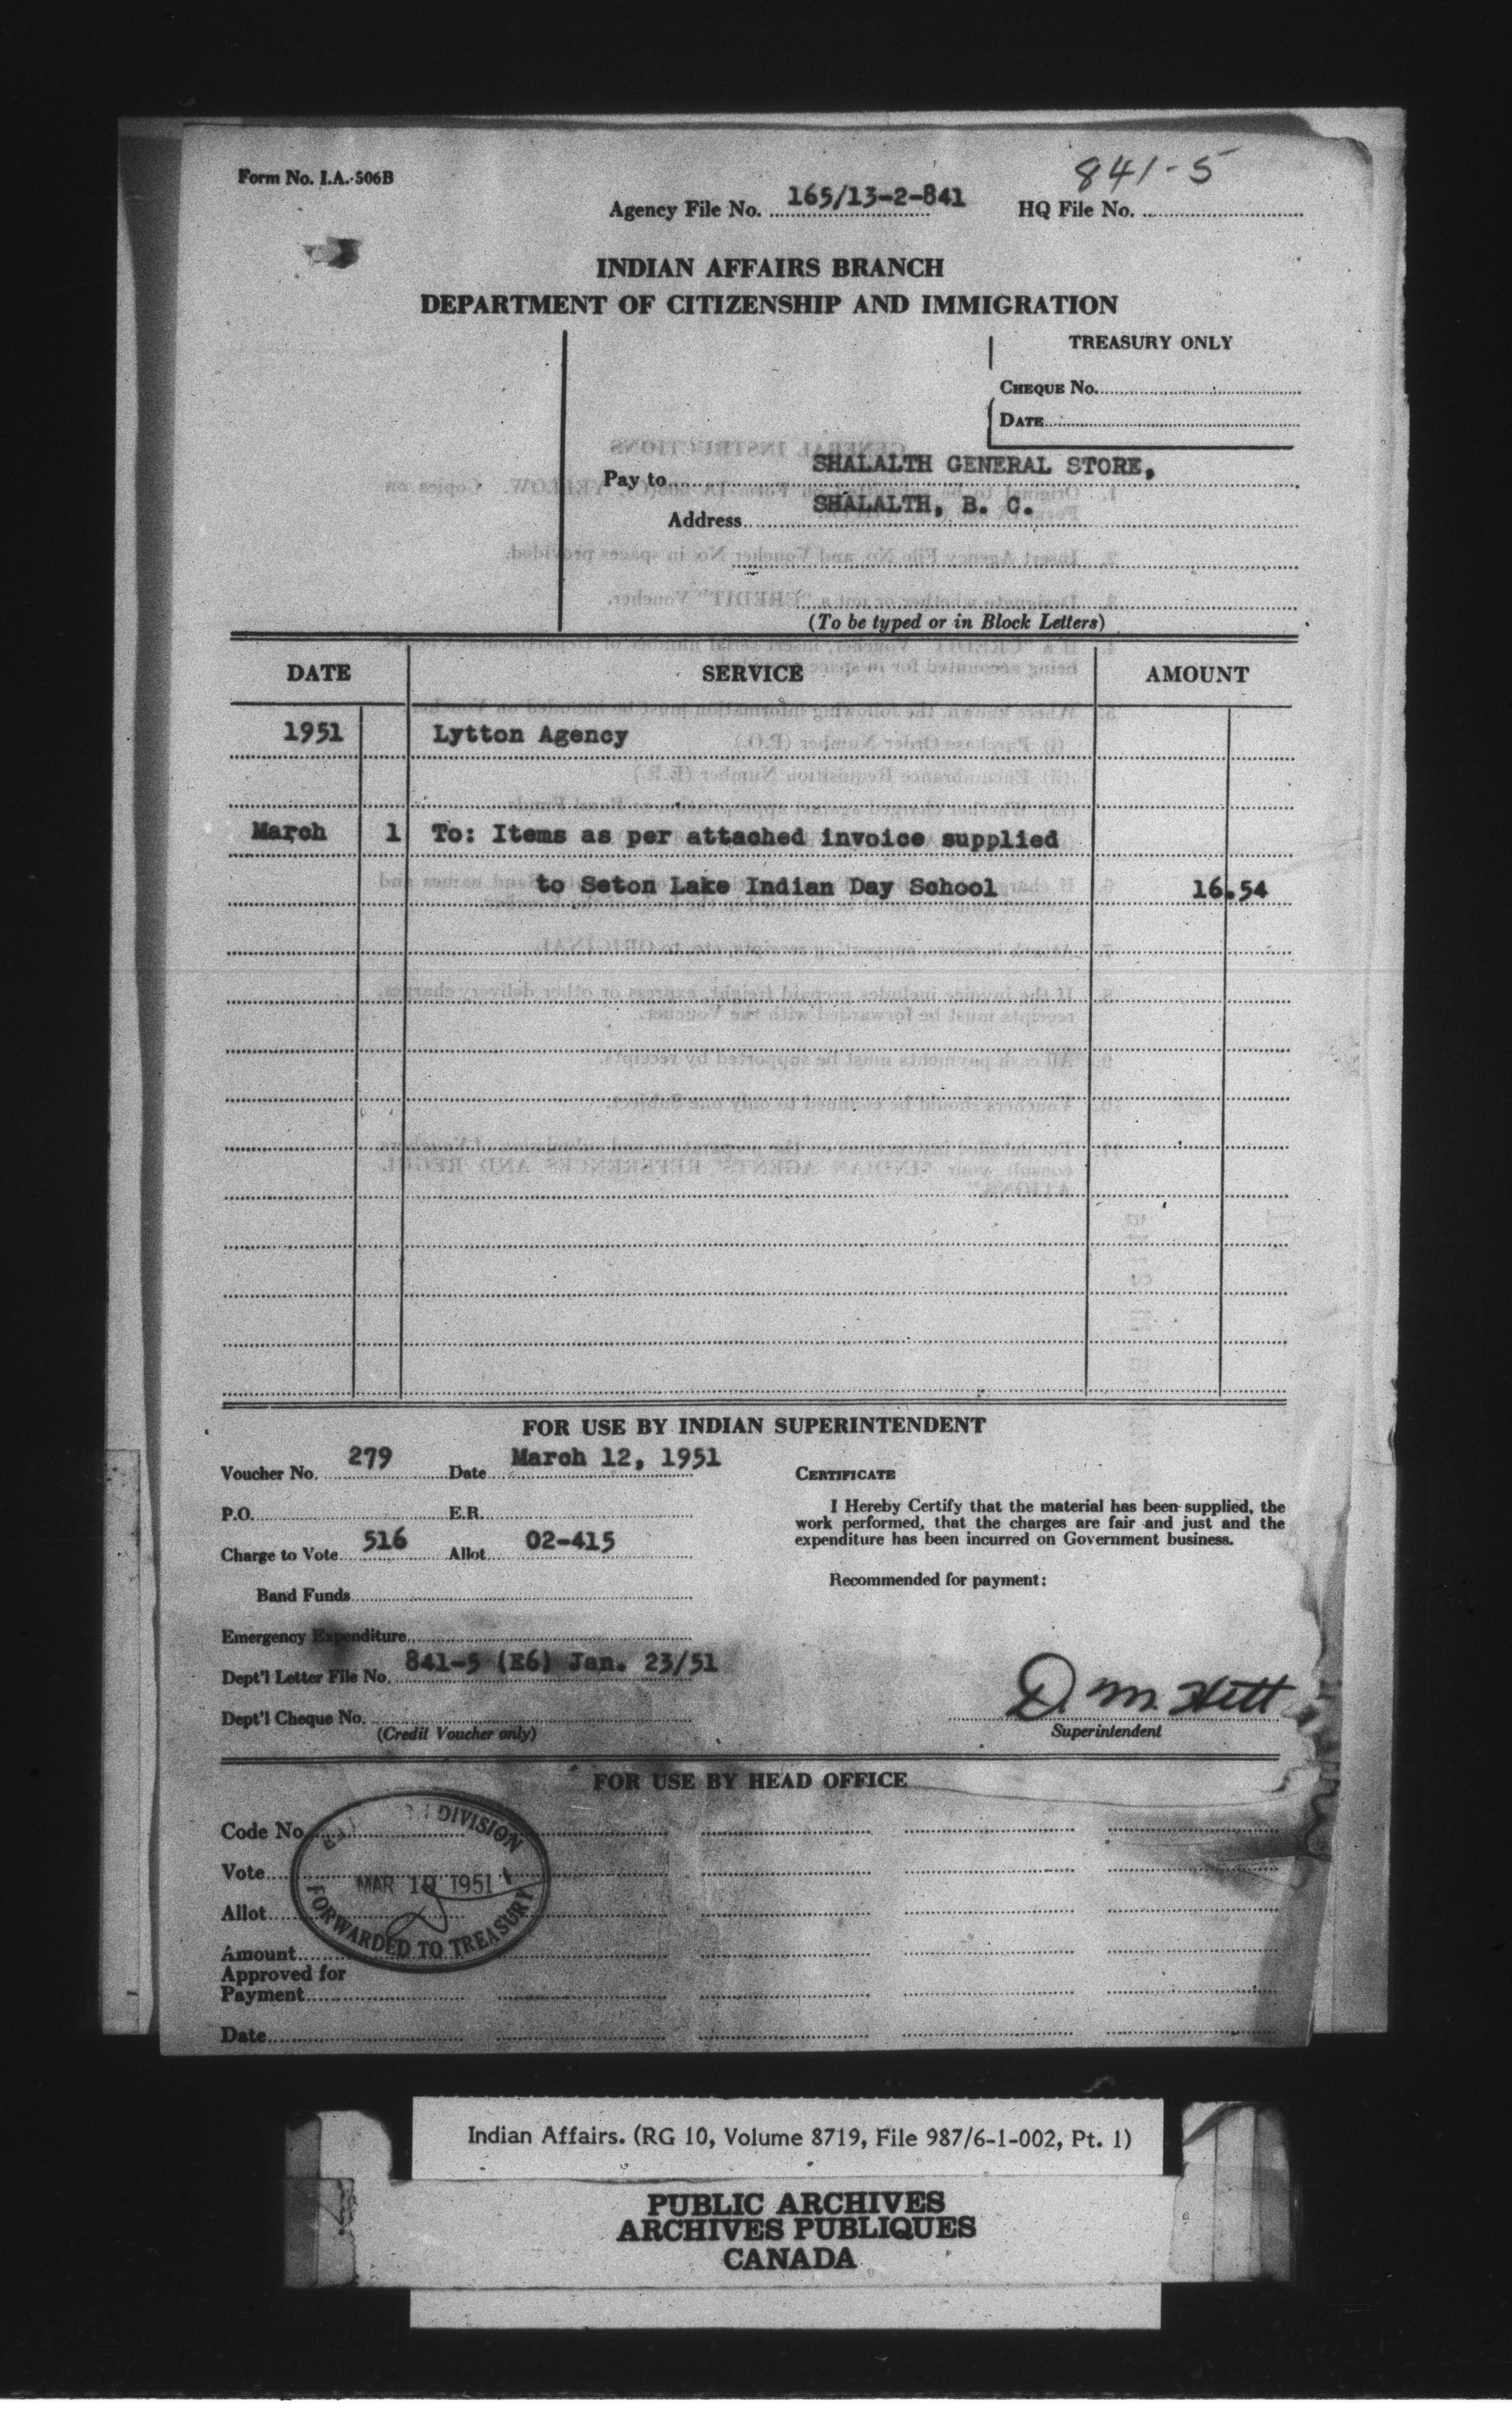 Form No. I.A. 506B
841-5
Agency File No. 165/13-2-841 HQ File No.
INDIAN AFFAIRS BRANCH
DEPARTMENT OF CITIZENSHIP AND IMMIGRATION
TREASURY ONLY
CHEQUE No.
DATE
Pay to SHALALTH GENERAL STORE,
Address SHALALTH, B. C.
(To be typed or in Block Letters)
DATE SERVICE AMOUNT
1951 Lytton Agency
March 1 To: Items as per attached invoice supplied
to Seton Lake Indian Day School 16.54
FOR USE BY INDIAN SUPERINTENDENT
Voucher No. 279 Date March 12, 1951
CERTIFICATE
I Hereby Certify that the material has been supplied, the
work performed, that the charges are fair and just and the
expenditure has been incurred on Government business.
Recommended for payment:
P.O. E.R.
Charge to Vote 516 Allot. 02-415
Band Funds
Emergency Expenditure
Dept'l Letter File No. 841-5 (E6) Jan. 23/51
Dept'l Cheque No.
(Credit Voucher only)
D. M.
Superintendent
FOR USE BY HEAD OFFICE
Code No.
Vote
Allot.
Amount
Approved for
Payment
Date
DIVISION
MAR 19 1951
FORWARDED TO TREASURY
Indian Affairs. (RG 10, Volume 8719, File 987/6-1-002, Pt. 1)
PUBLIC ARCHIVES
ARCHIVES PUBLIQUES
CANADA